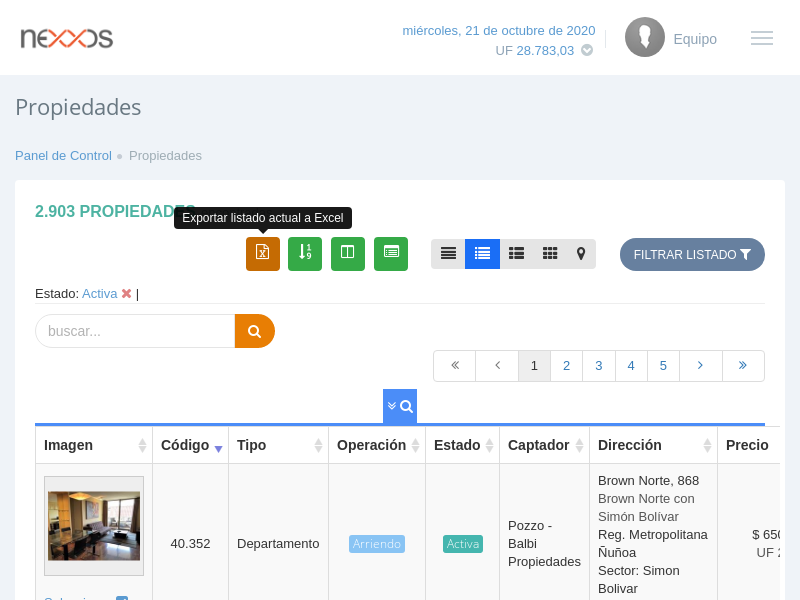 nexxos
miércoles, 21 de octubre de 2020
UF 28.783,03
Equipo
Propiedades
Panel de Control
Propiedades
2.903 PROPIEDADES
Exportar listado actual a Excel
FILTRAR LISTADO
Estado: Activa |
buscar...
« ‹ 1 2 3 4 5 › »
Imagen Código Tipo Operación Estado Captador Dirección Precio
40.352
Departamento
Arriendo
Activa
Pozzo -
Balbi
Propiedades
Brown Norte, 868
Brown Norte con
Simón Bolívar
Reg. Metropolitana
Ñuñoa
Sector: Simon
Bolivar
$ 650
UF 2